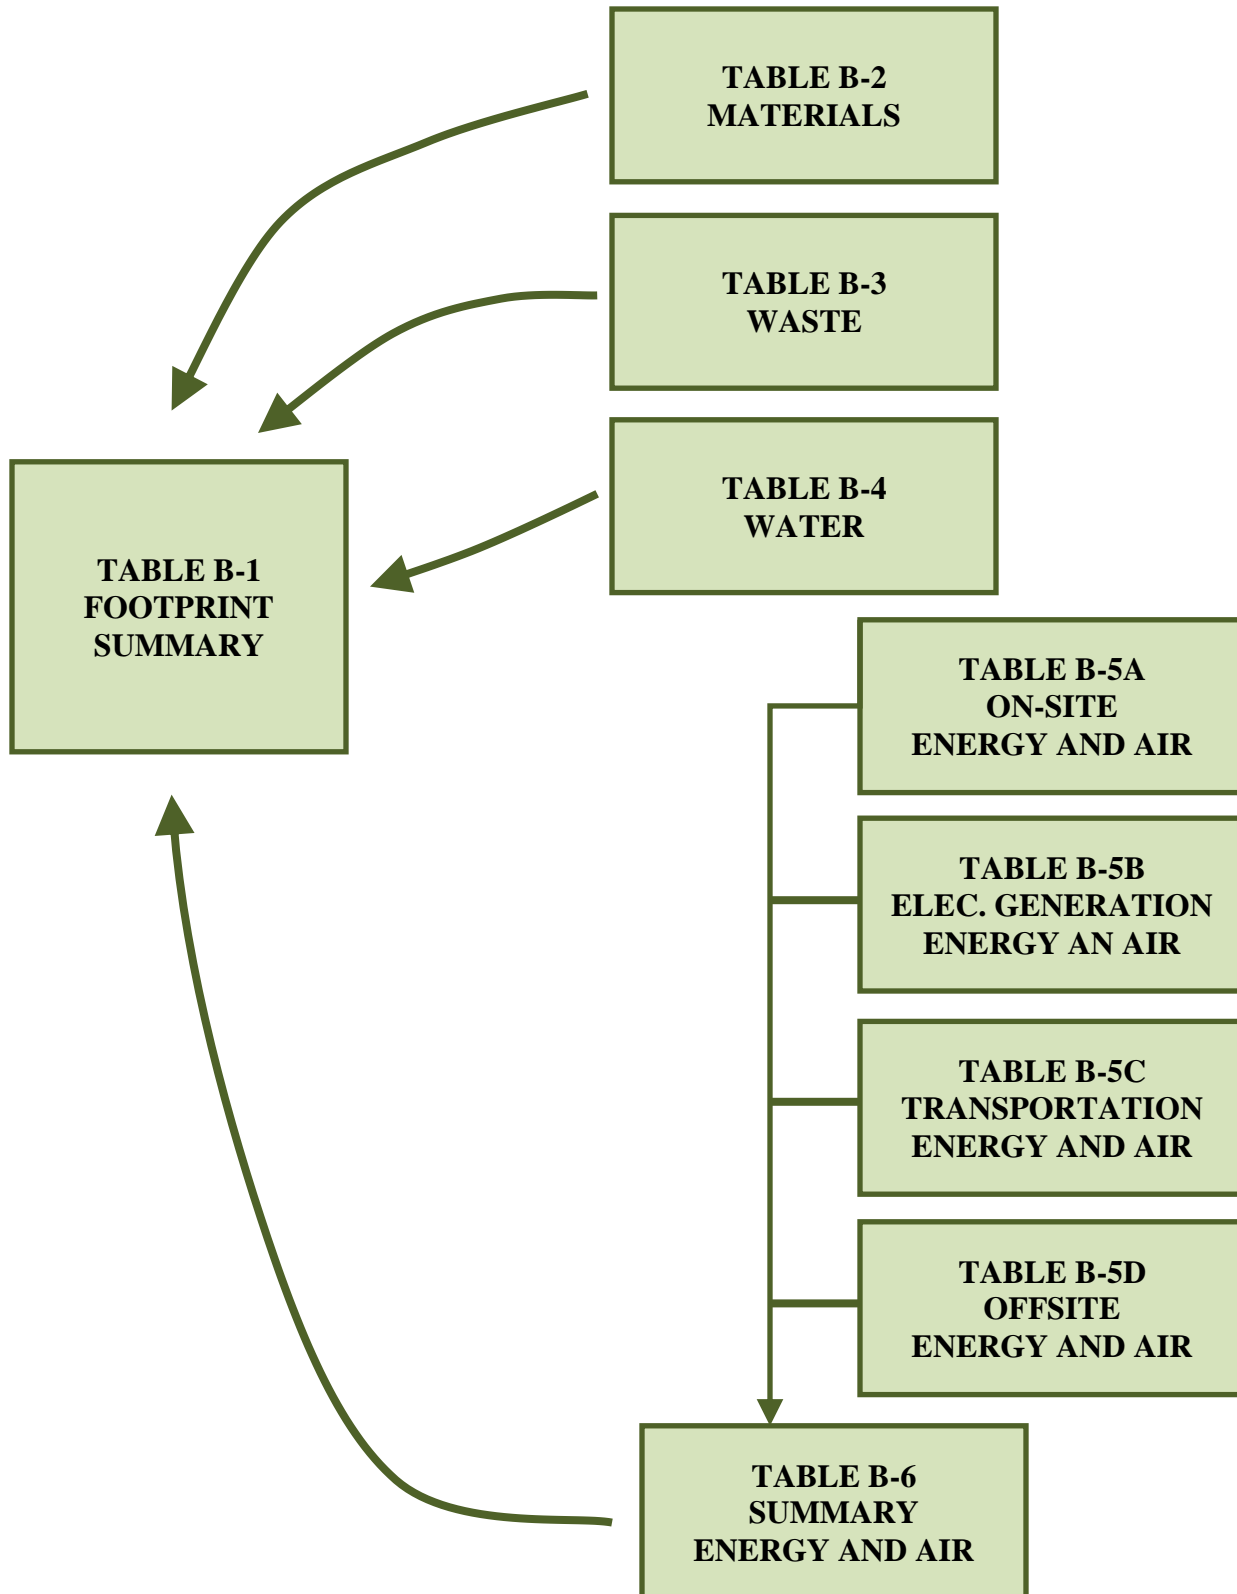 TABLE B-2
MATERIALS
TABLE B-3
WASTE
TABLE B-4
WATER
TABLE B-1
FOOTPRINT
SUMMARY
TABLE B-5A
ON-SITE
ENERGY AND AIR
TABLE B-5B
ELEC. GENERATION
ENERGY AN AIR
TABLE B-5C
TRANSPORTATION
ENERGY AND AIR
TABLE B-5D
OFFSITE
ENERGY AND AIR
TABLE B-6
SUMMARY
ENERGY AND AIR